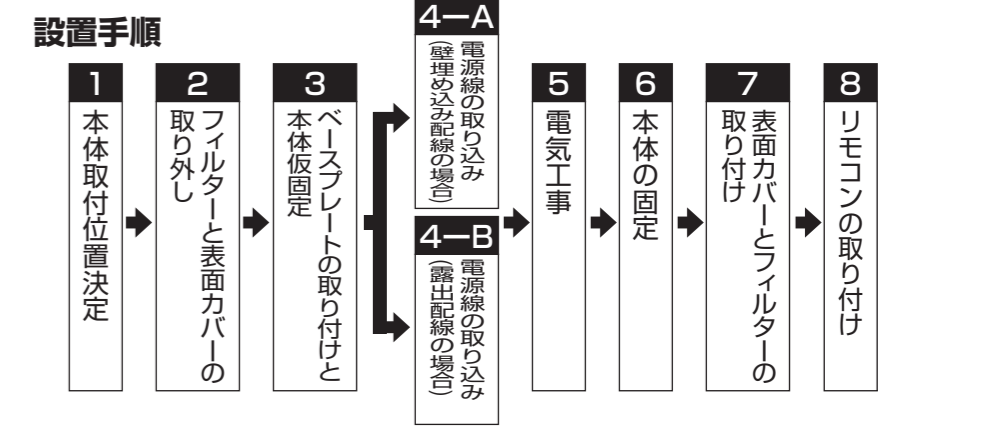 設置手順
1
本体取付位置決定
2
フィルターと表面カバーの
取り外し
3
ベースプレートの取り付けと
本体仮固定
4ーA
電源線の取り込み
(壁埋め込み配線の場合)
4ーB
電源線の取り込み
(露出配線の場合)
5
電気工事
6
本体の固定
7
表面カバーとフィルターの
取り付け
8
リモコンの取り付け